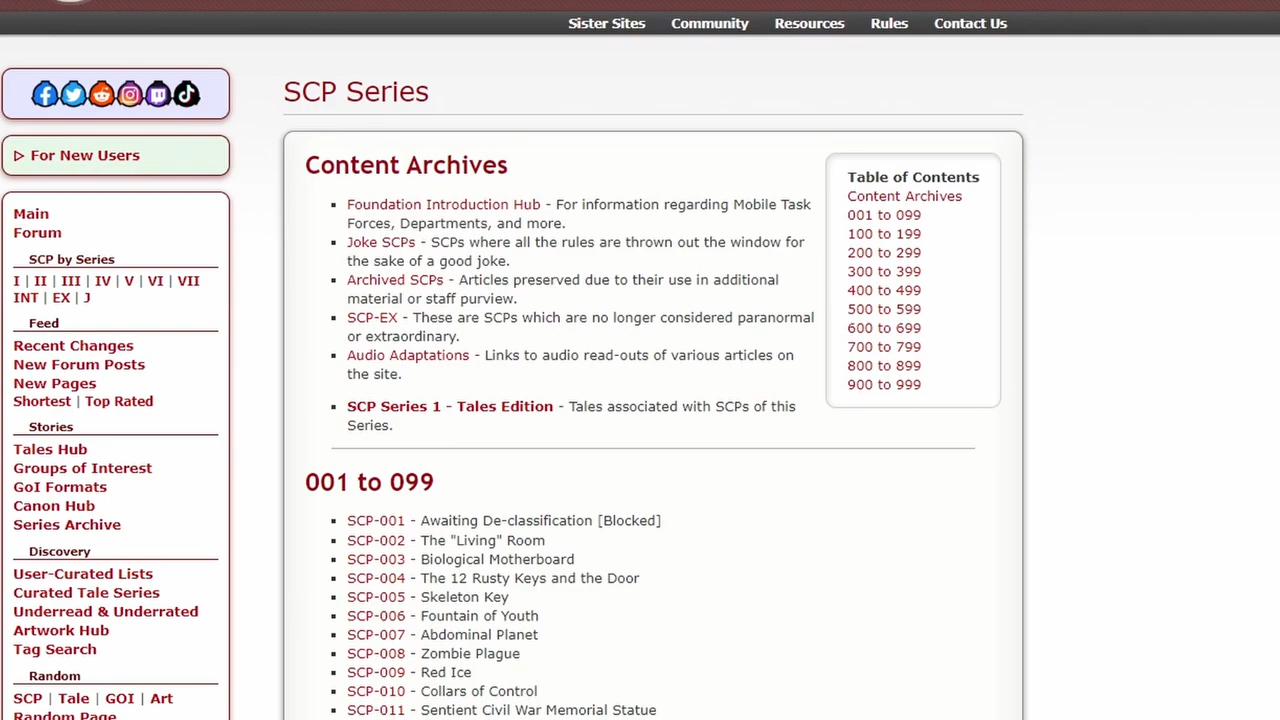 Sister Sites Community Resources Rules Contact Us
For New Users
Main
Forum
SCP by Series
I | II | III | IV | V | VI | VII
INT | EX | J
Feed
Recent Changes
New Forum Posts
New Pages
Shortest | Top Rated
Stories
Tales Hub
Groups of Interest
GoI Formats
Canon Hub
Series Archive
Discovery
User-Curated Lists
Curated Tale Series
Underread & Underrated
Artwork Hub
Tag Search
Random
SCP | Tale | GOI | Art
Random Page
SCP Series
Content Archives
Foundation Introduction Hub - For information regarding Mobile Task
Forces, Departments, and more.
Joke SCPs - SCPs where all the rules are thrown out the window for
the sake of a good joke.
Archived SCPs - Articles preserved due to their use in additional
material or staff purview.
SCP-EX - These are SCPs which are no longer considered paranormal
or extraordinary.
Audio Adaptations - Links to audio read-outs of various articles on
the site.
SCP Series 1 - Tales Edition - Tales associated with SCPs of this
Series.
Table of Contents
Content Archives
001 to 099
100 to 199
200 to 299
300 to 399
400 to 499
500 to 599
600 to 699
700 to 799
800 to 899
900 to 999
001 to 099
SCP-001 - Awaiting De-classification [Blocked]
SCP-002 - The "Living" Room
SCP-003 - Biological Motherboard
SCP-004 - The 12 Rusty Keys and the Door
SCP-005 - Skeleton Key
SCP-006 - Fountain of Youth
SCP-007 - Abdominal Planet
SCP-008 - Zombie Plague
SCP-009 - Red Ice
SCP-010 - Collars of Control
SCP-011 - Sentient Civil War Memorial Statue